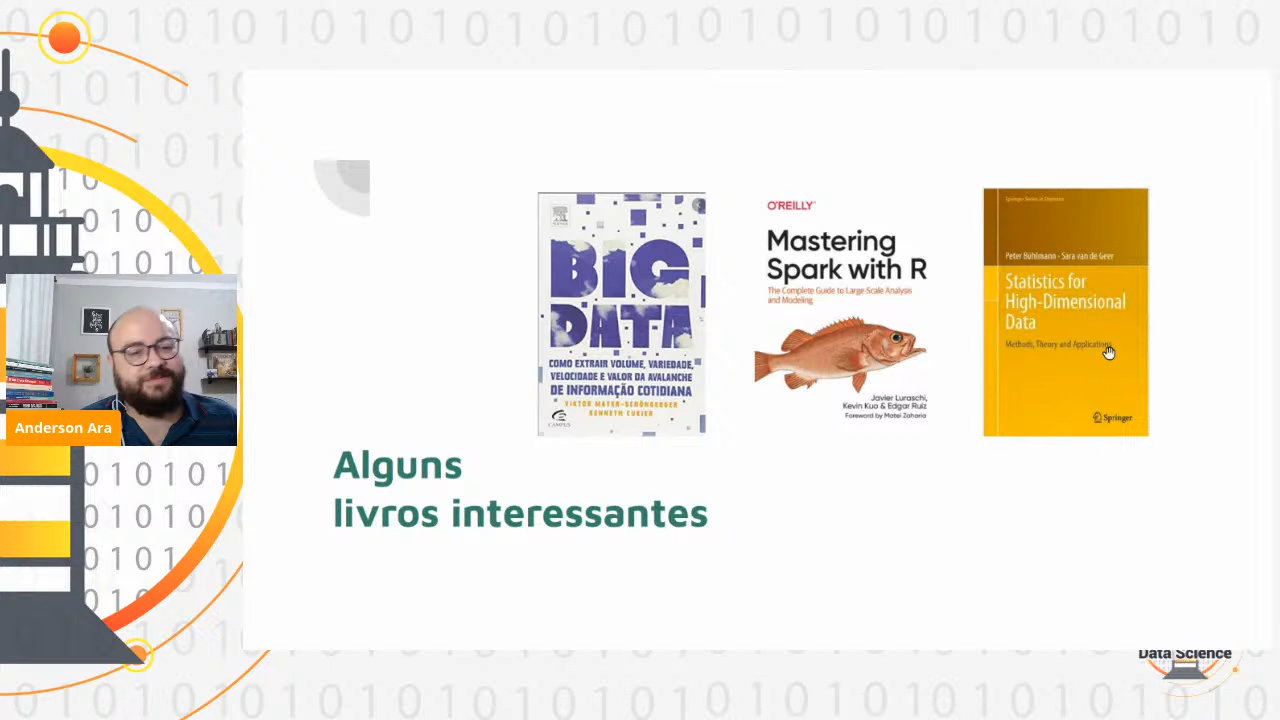 BIG
DATA
COMO EXTRAIR VOLUME, VARIEDADE,
VELOCIDADE E VALOR DA AVALANCHE
DE INFORMAÇÃO COTIDIANA
VIKTOR MAYER-SCHÖNBERGER
KENNETH CUKIER
CAMPUS
O'REILLY
Mastering
Spark with R
The Complete Guide to Large-Scale Analysis
and Modeling
Javier Luraschi,
Kevin Kuo & Edgar Ruiz
Foreword by Matei Zaharia
Springer Series in Statistics
Peter Bühlmann · Sara van de Geer
Statistics for
High-Dimensional
Data
Methods, Theory and Applications
Springer
Anderson Ara
Alguns
livros interessantes
Data Science